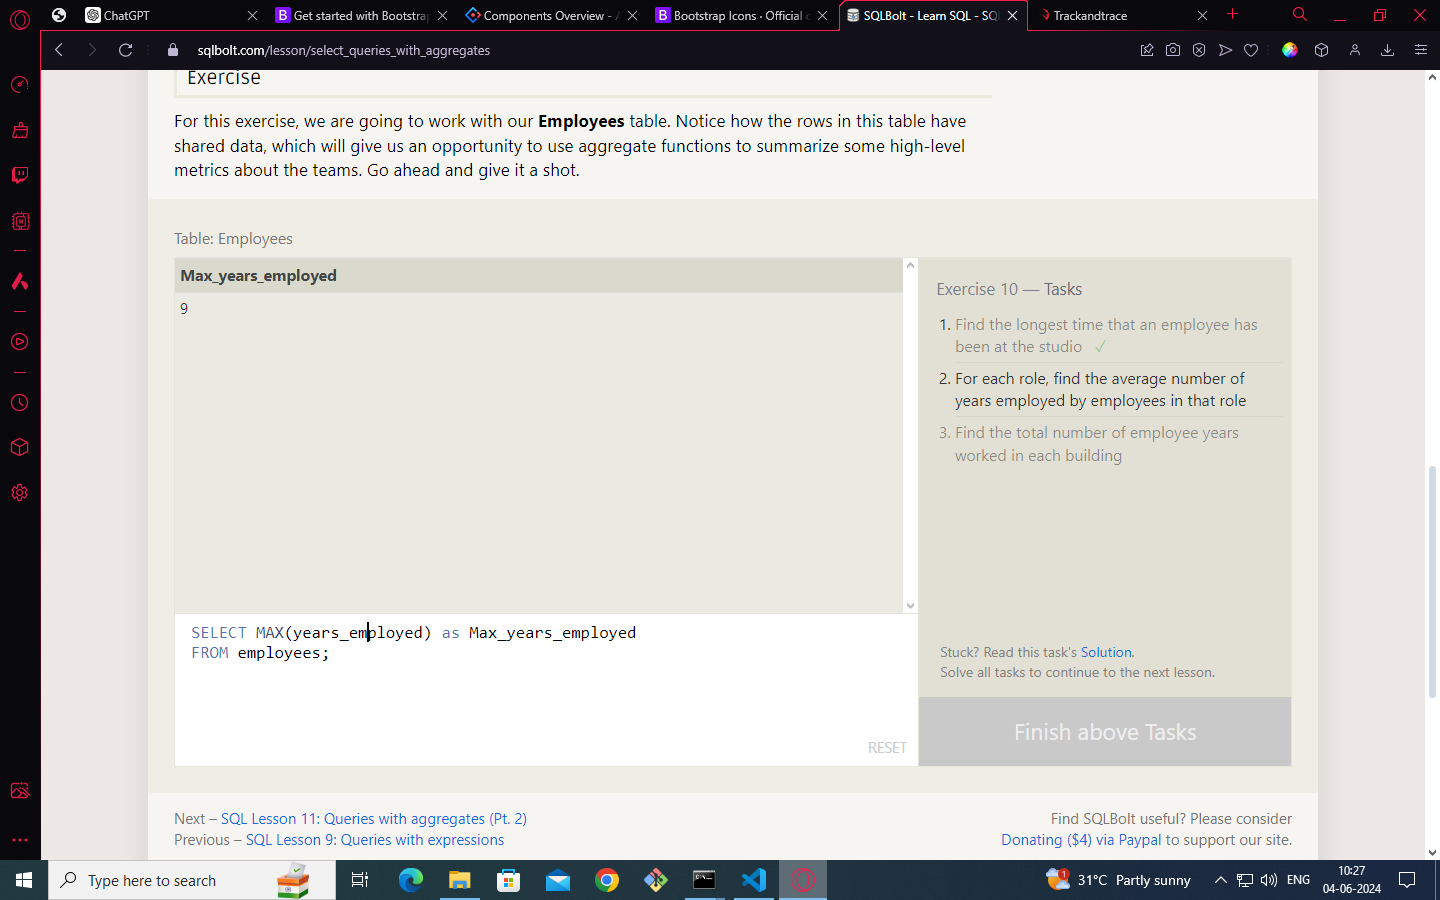 ChatGPT
Get started with Bootstrap
Components Overview -
Bootstrap Icons · Official
SQLBolt - Learn SQL - SQ
Trackandtrace
sqlbolt.com/lesson/select_queries_with_aggregates
Exercise
For this exercise, we are going to work with our Employees table. Notice how the rows in this table have
shared data, which will give us an opportunity to use aggregate functions to summarize some high-level
metrics about the teams. Go ahead and give it a shot.
Table: Employees
Max_years_employed
9
Exercise 10 — Tasks
1. Find the longest time that an employee has
been at the studio ✓
2. For each role, find the average number of
years employed by employees in that role
3. Find the total number of employee years
worked in each building
SELECT MAX(years_employed) as Max_years_employed
FROM employees;
RESET
Stuck? Read this task's Solution.
Solve all tasks to continue to the next lesson.
Finish above Tasks
Next – SQL Lesson 11: Queries with aggregates (Pt. 2)
Previous – SQL Lesson 9: Queries with expressions
Find SQLBolt useful? Please consider
Donating ($4) via Paypal to support our site.
Type here to search
1
31°C Partly sunny
ENG
10:27
04-06-2024